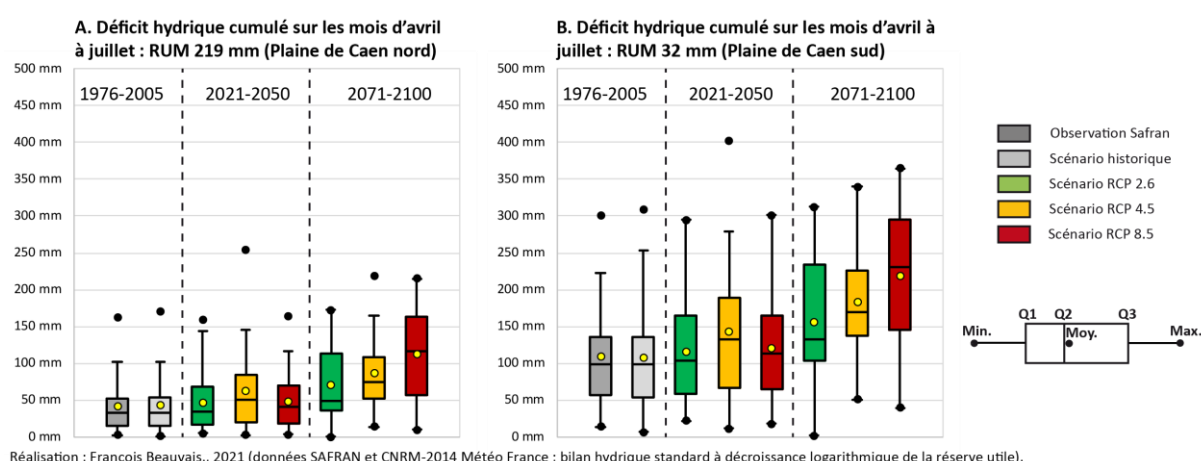 A. Déficit hydrique cumulé sur les mois d'avril
à juillet : RUM 219 mm (Plaine de Caen nord)
500 mm
450 mm
400 mm
350 mm
300 mm
250 mm
200 mm
150 mm
100 mm
50 mm
0 mm
1976-2005
2021-2050
2071-2100
B. Déficit hydrique cumulé sur les mois d'avril à
juillet : RUM 32 mm (Plaine de Caen sud)
500 mm
450 mm
400 mm
350 mm
300 mm
250 mm
200 mm
150 mm
100 mm
50 mm
0 mm
1976-2005
2021-2050
2071-2100
Observation Safran
Scénario historique
Scénario RCP 2.6
Scénario RCP 4.5
Scénario RCP 8.5
Q1 Q2 Q3
Min. Moy. Max.
Réalisation : François Beauvais., 2021 (données SAFRAN et CNRM-2014 Météo France ; bilan hydrique standard à décroissance logarithmique de la réserve utile).